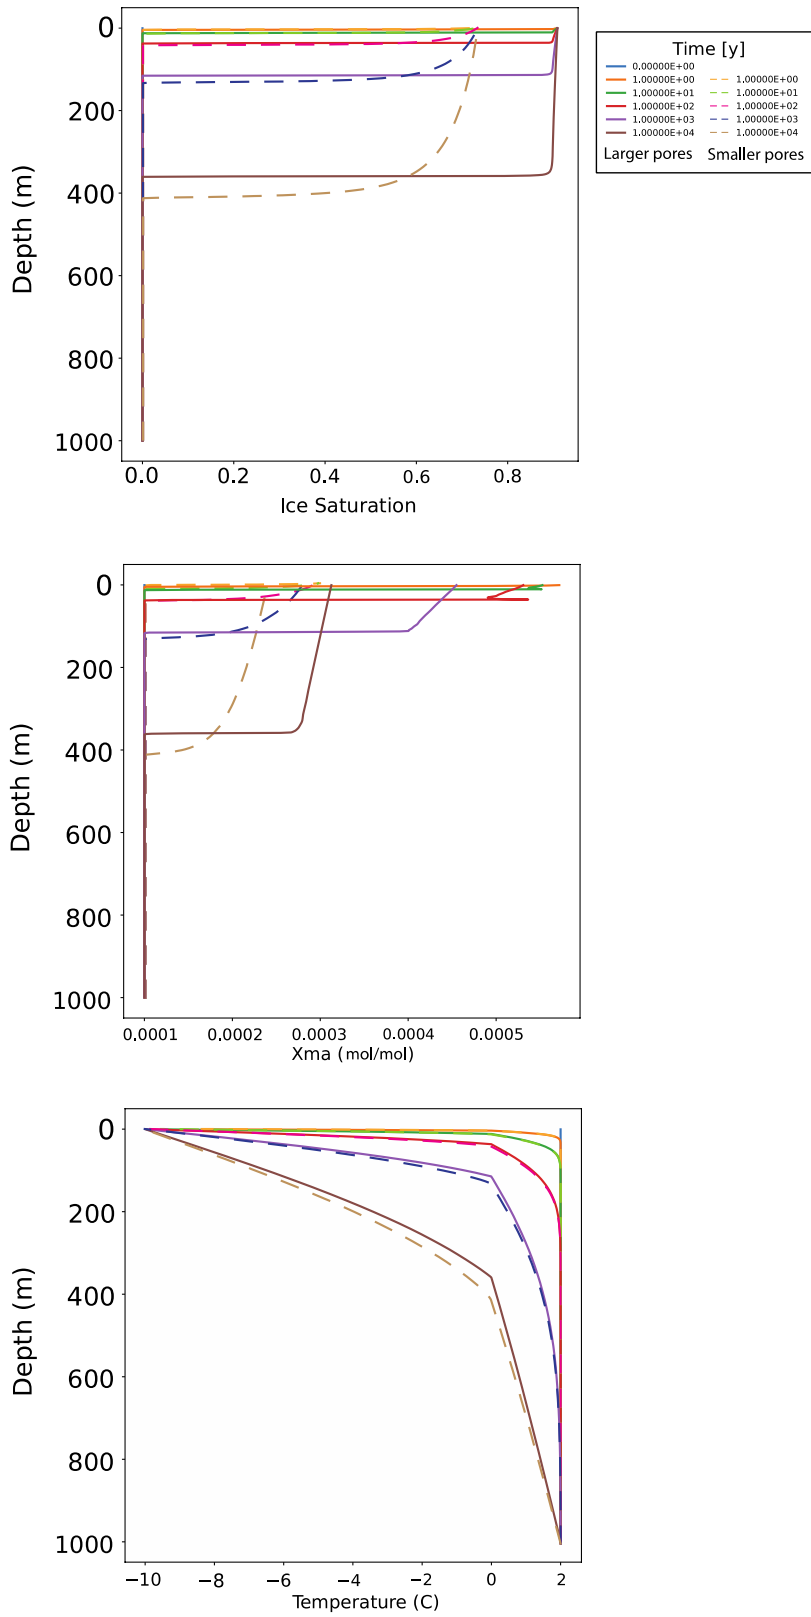 0
200
400
600
800
1000
Depth (m)
0.0 0.2 0.4 0.6 0.8
Ice Saturation
Time [y]
0.00000E+00
1.00000E+00 1.00000E+00
1.00000E+01 1.00000E+01
1.00000E+02 1.00000E+02
1.00000E+03 1.00000E+03
1.00000E+04 1.00000E+04
Larger pores Smaller pores
0
200
400
600
800
1000
Depth (m)
0.0001 0.0002 0.0003 0.0004 0.0005
Xma (mol/mol)
0
200
400
600
800
1000
Depth (m)
−10 −8 −6 −4 −2 0 2
Temperature (C)